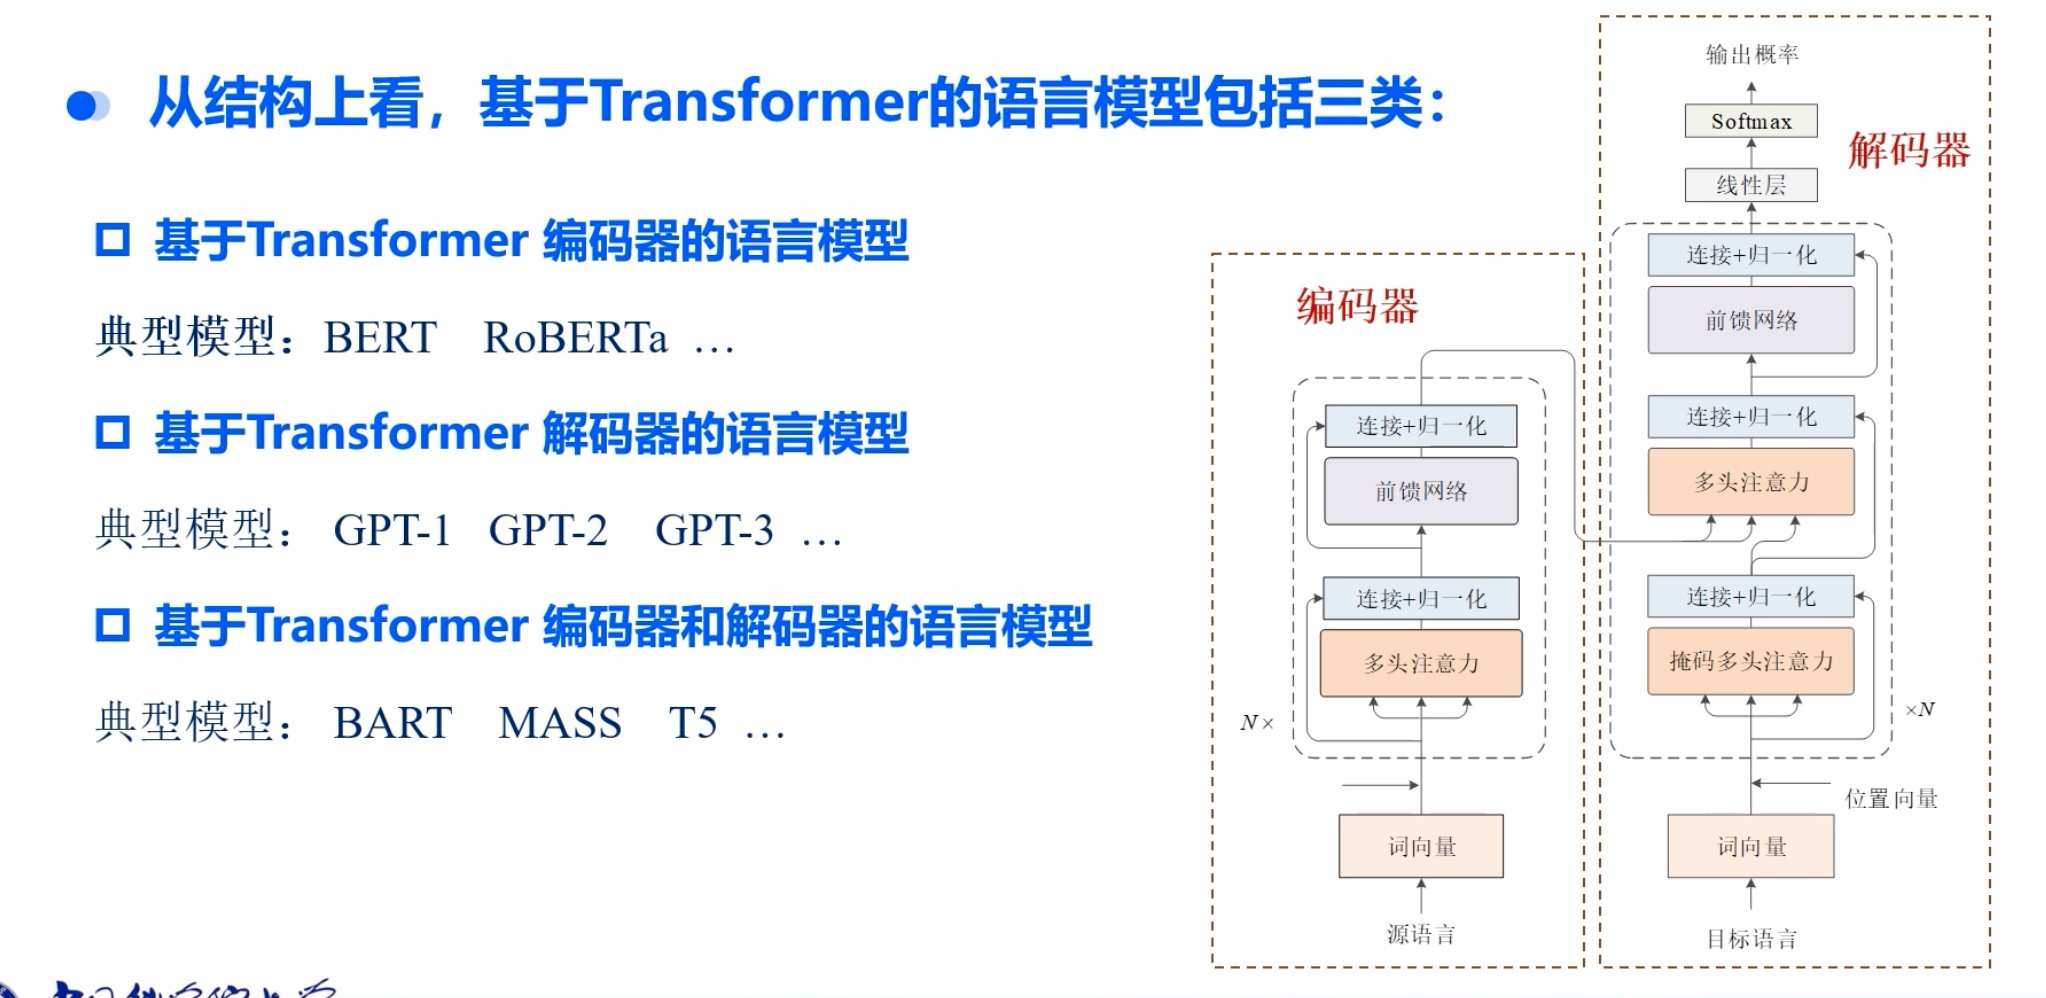 从结构上看，基于Transformer的语言模型包括三类：
基于Transformer 编码器的语言模型
典型模型：BERT RoBERTa …
基于Transformer 解码器的语言模型
典型模型： GPT-1 GPT-2 GPT-3 …
基于Transformer 编码器和解码器的语言模型
典型模型： BART MASS T5 …
编码器
连接+归一化
前馈网络
连接+归一化
多头注意力
N×
词向量
源语言
输出概率
Softmax
解码器
线性层
连接+归一化
前馈网络
连接+归一化
多头注意力
连接+归一化
掩码多头注意力
×N
位置向量
词向量
目标语言